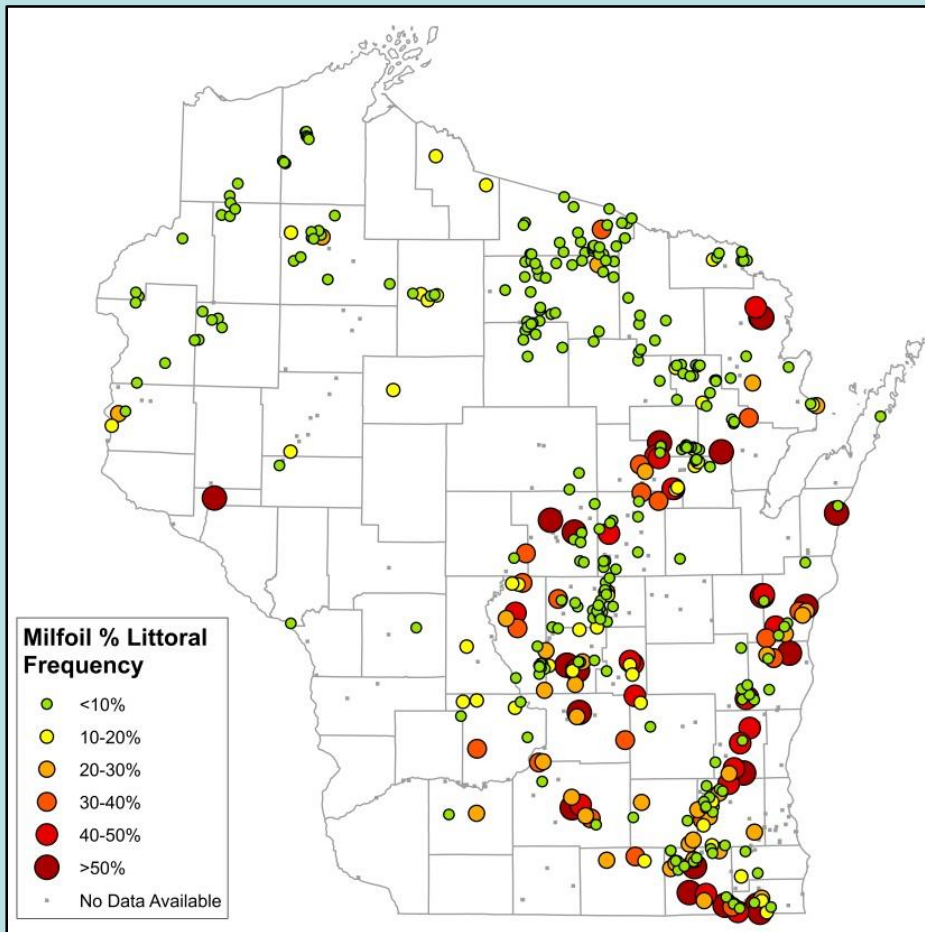 Milfoil % Littoral
Frequency
<10%
10-20%
20-30%
30-40%
40-50%
>50%
No Data Available